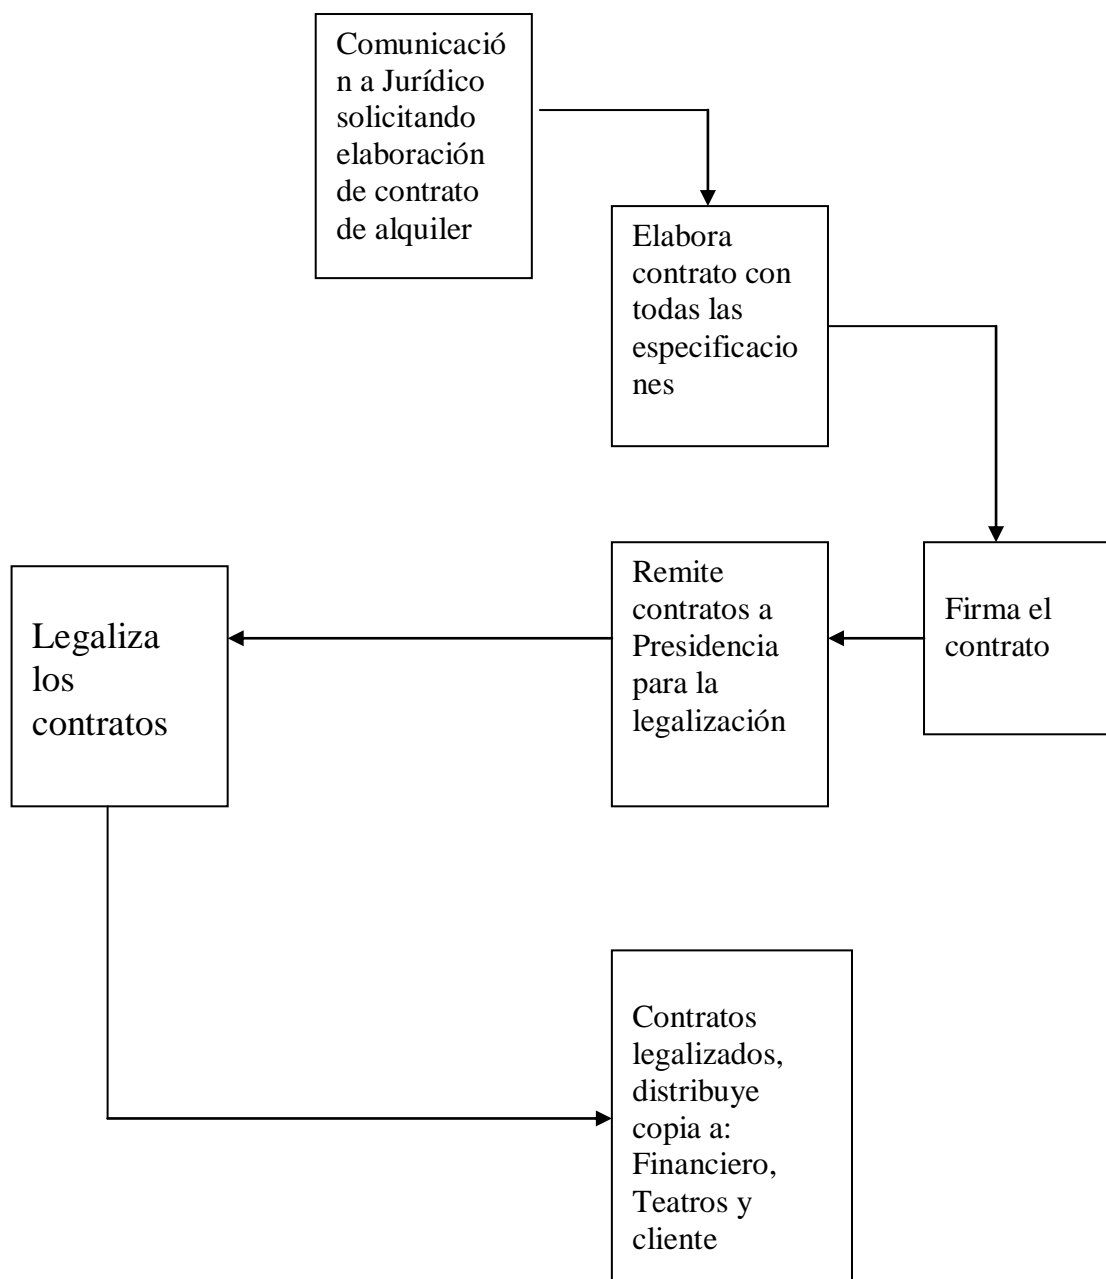 Comunicació
n a Jurídico
solicitando
elaboración
de contrato
de alquiler
Elabora
contrato con
todas las
especificacio
nes
Firma el
contrato
Remite
contratos a
Presidencia
para la
legalización
Legaliza
los
contratos
Contratos
legalizados,
distribuye
copia a:
Financiero,
Teatros y
cliente